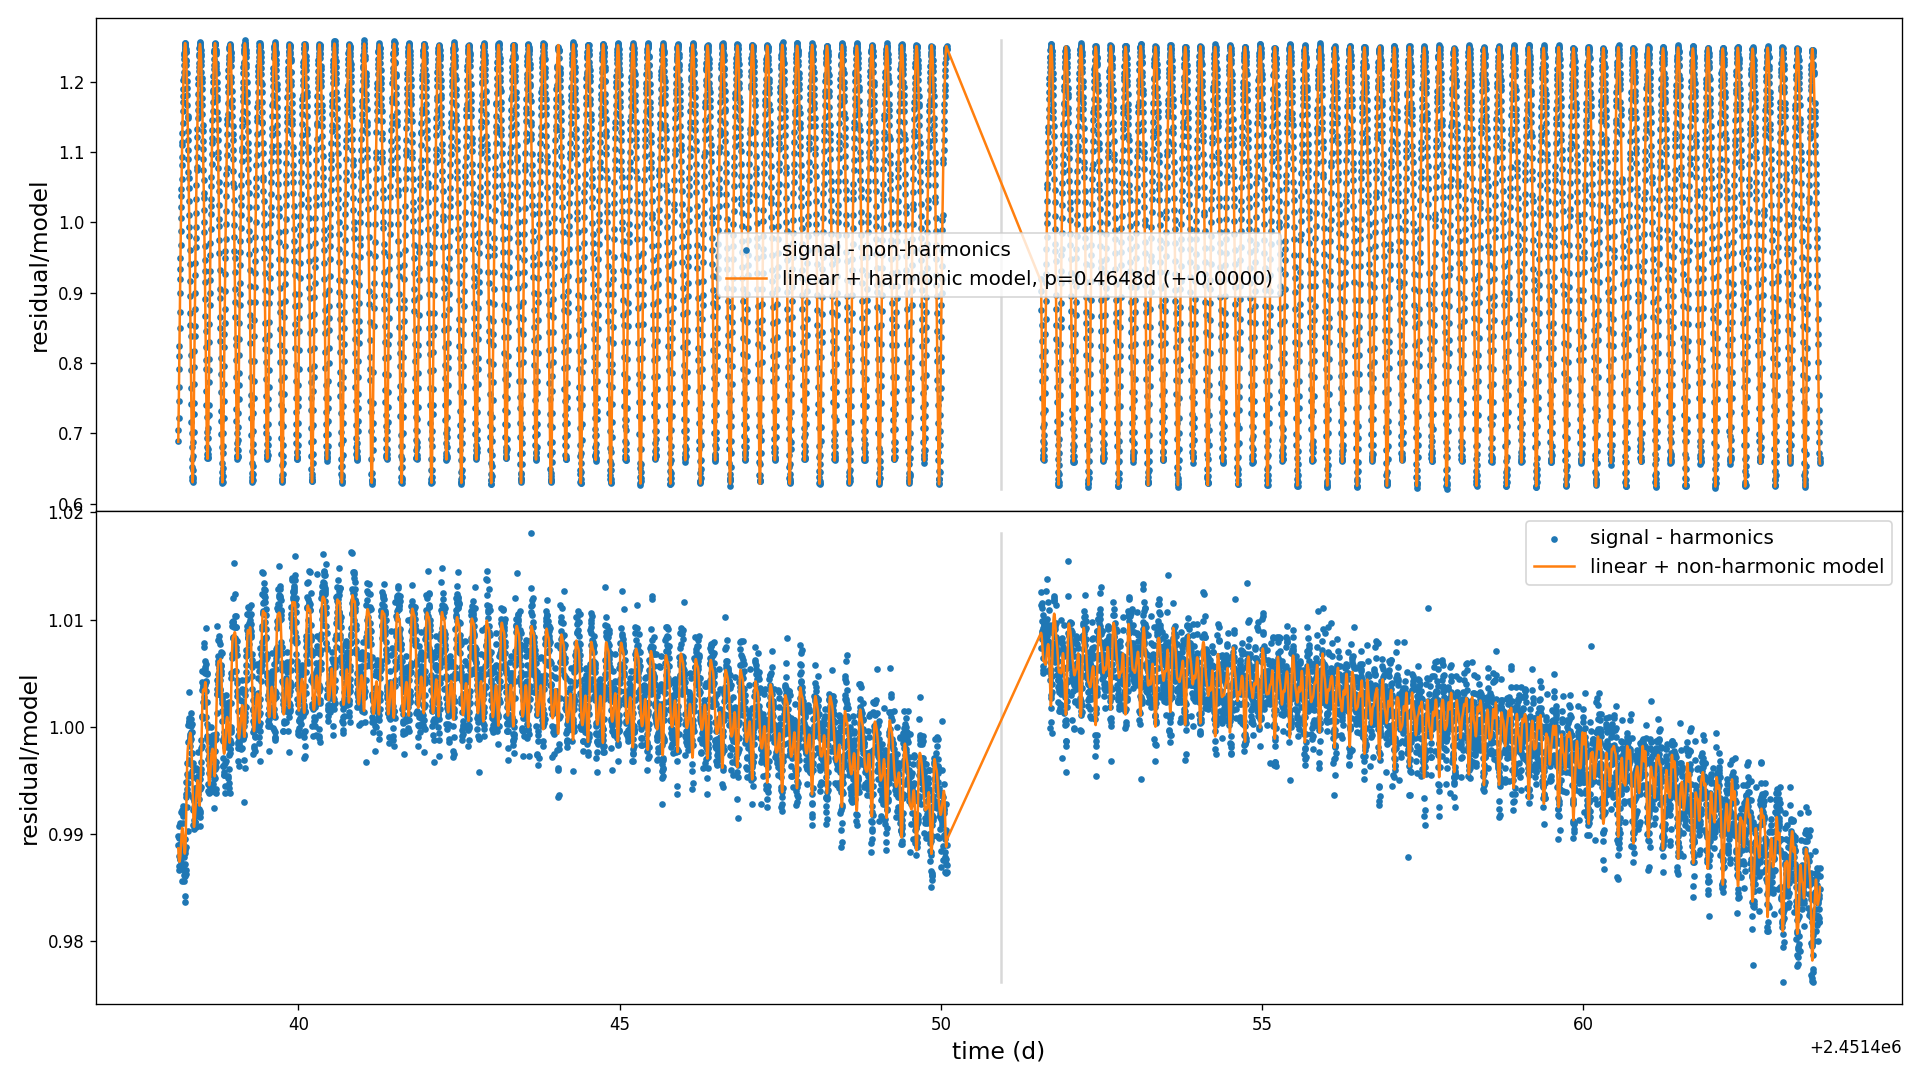 1.2
1.1
1.0
0.9
0.8
0.7
0.6
residual/model
signal - non-harmonics
linear + harmonic model, p=0.4648d (+-0.0000)
1.02
1.01
1.00
0.99
0.98
residual/model
signal - harmonics
linear + non-harmonic model
40
45
50
55
60
time (d)
+2.4514e6